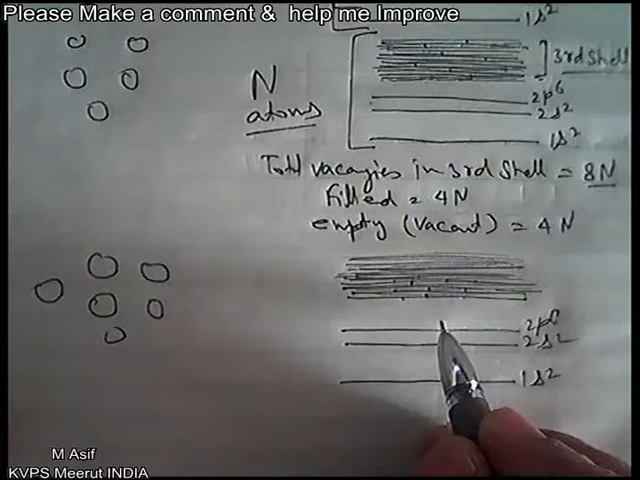 Please Make a comment & help me Improve
1s²
3rd Shell
N
atoms
2p⁶
2s²
1s²
Total vacancies in 3rd Shell = 8N
Filled = 4N
empty (Vacant) = 4N
2p⁶
2s²
1s²
M Asif
KVPS Meerut INDIA